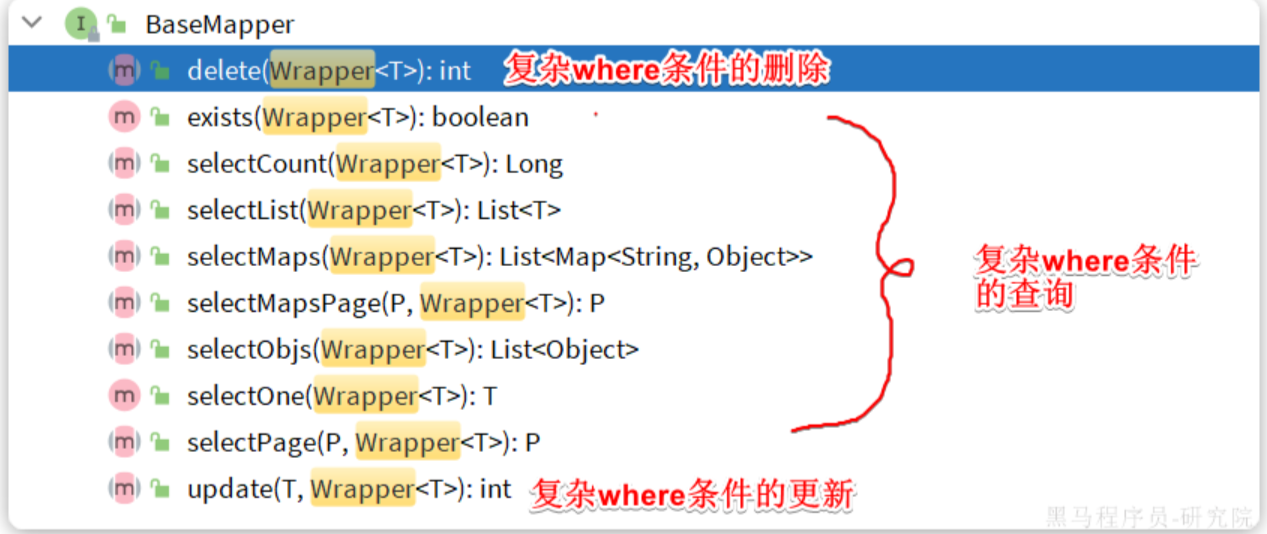 BaseMapper
delete(Wrapper<T>): int 复杂where条件的删除
exists(Wrapper<T>): boolean
selectCount(Wrapper<T>): Long
selectList(Wrapper<T>): List<T>
selectMaps(Wrapper<T>): List<Map<String, Object>>
复杂where条件
的查询
selectMapsPage(P, Wrapper<T>): P
selectObjs(Wrapper<T>): List<Object>
selectOne(Wrapper<T>): T
selectPage(P, Wrapper<T>): P
update(T, Wrapper<T>): int 复杂where条件的更新
黑马程序员-研究院